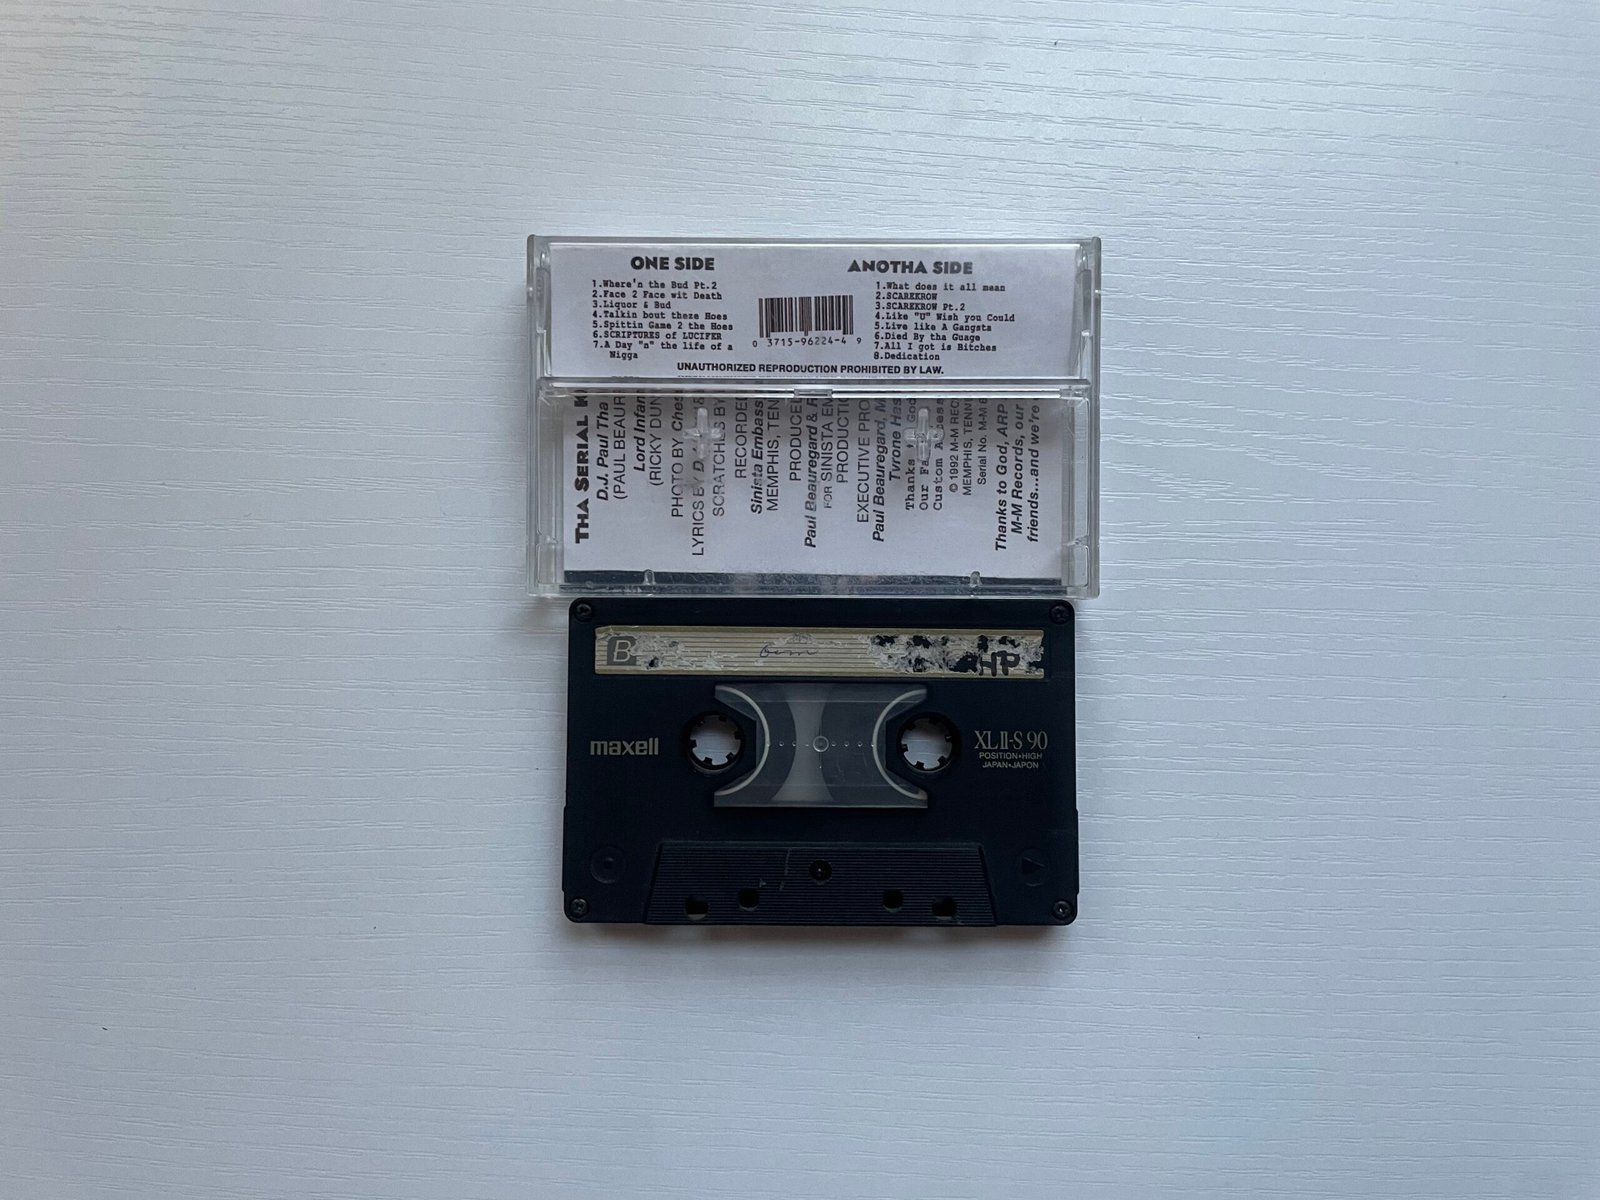 ONE SIDE
1.Where'n the Bud Pt.2
2.Face 2 Face wit Death
3.Liquor & Bud
4.Talkin bout theze Hoes
5.Spittin Game 2 the Hoes
6.SCRIPTURES of LUCIFER
7.A Day "n" the life of a
Nigga
0 3715-96224-4 9
ANOTHA SIDE
1.What does it all mean
2.SCAREKROW
3.SCAREKROW Pt.2
4.Like "U" Wish you Could
5.Live like A Gangsta
6.Died By tha Guage
7.All I got is Bitches
8.Dedication
UNAUTHORIZED REPRODUCTION PROHIBITED BY LAW.
THA SERIAL
D.J. Paul Tha
(PAUL BEAUR
Lord Infan
(RICKY DUN
PHOTO BY Ches
LYRICS BY D.
SCRATCHES BY
RECORDED
Sinista Embass
MEMPHIS, TEN
PRODUCE
Paul Beauregard & R
FOR SINISTA EM
PRODUCTIO
EXECUTIVE PRO
Paul Beauregard, M
Tyrone Has
Thanks God
Our Fa
Custom
© 1992 M-M REC
MEMPHIS, TENN
Serial No. M-M 6
Thanks to God, ARP
M-M Records, our
friends...and we're
B
HP
maxell
XLII-S 90
POSITION•HIGH
JAPAN•JAPON